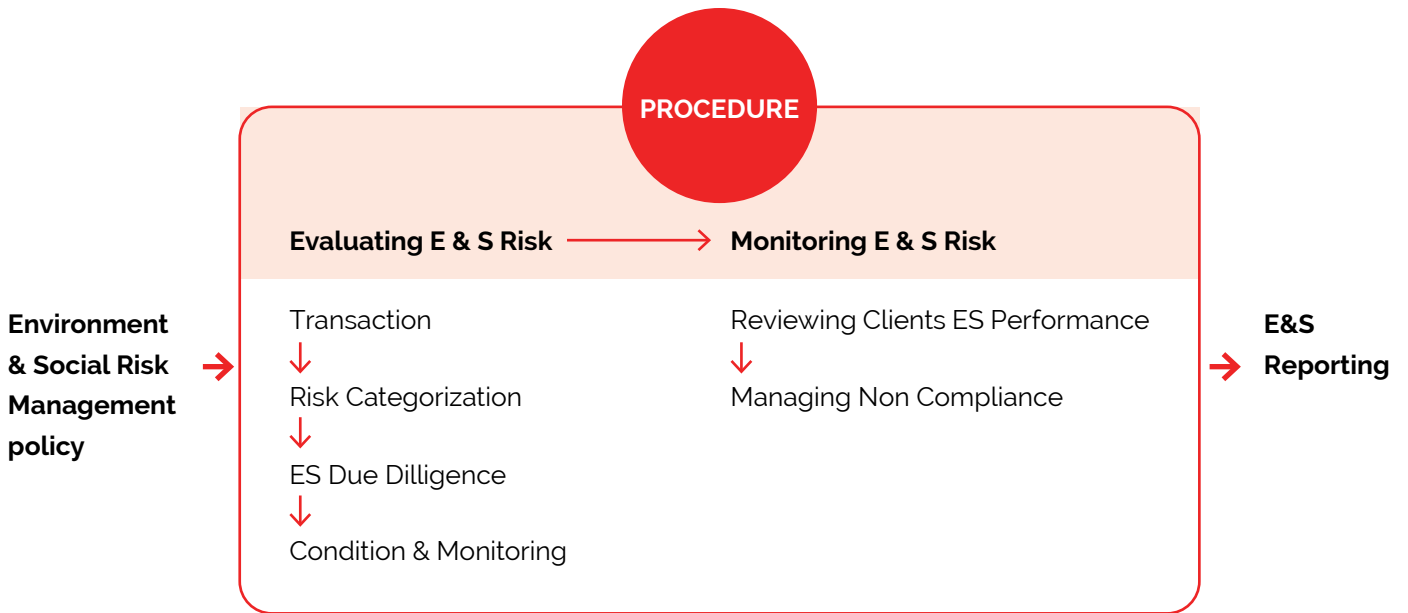 PROCEDURE
Evaluating E & S Risk
Monitoring E & S Risk
Environment
& Social Risk
Management
policy
Transaction
Risk Categorization
ES Due Dilligence
Condition & Monitoring
Reviewing Clients ES Performance
Managing Non Compliance
E&S
Reporting